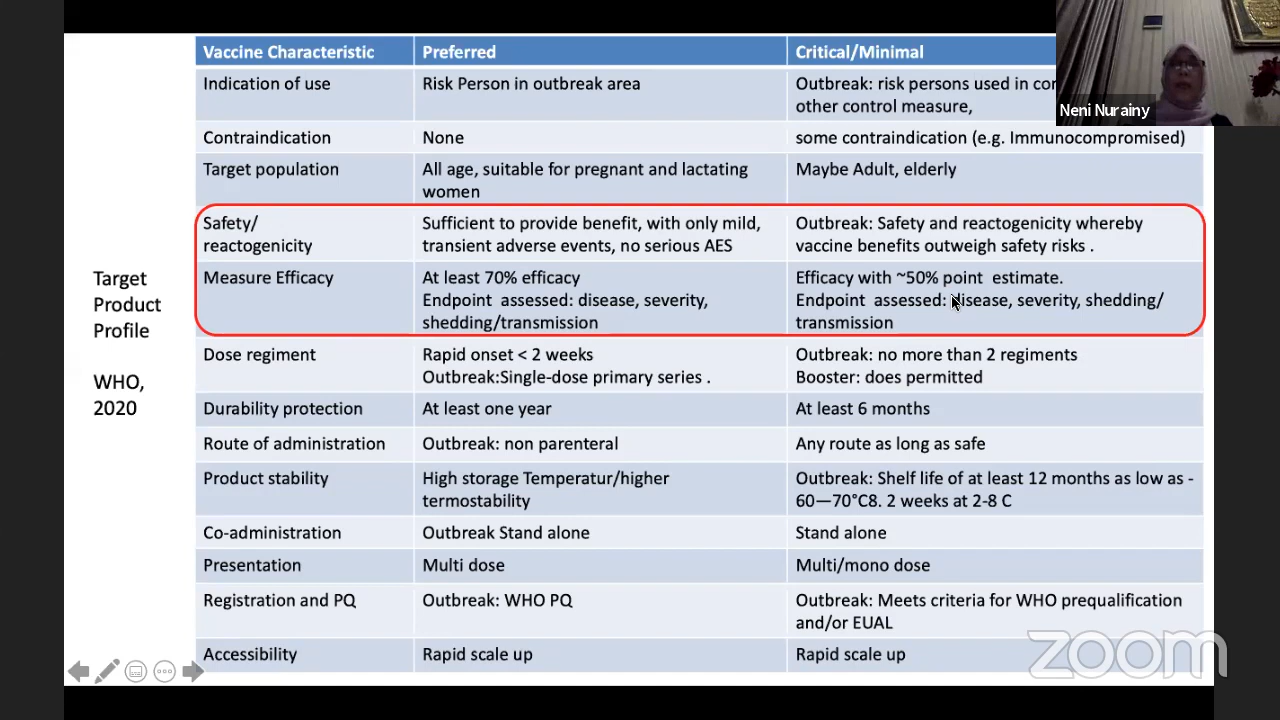 Vaccine Characteristic Preferred Critical/Minimal
Indication of use Risk Person in outbreak area Outbreak: risk persons used in
other control measure,
Neni Nurainy
Contraindication None some contraindication (e.g. Immunocompromised)
Target population All age, suitable for pregnant and lactating Maybe Adult, elderly
women
Safety/ Sufficient to provide benefit, with only mild, Outbreak: Safety and reactogenicity whereby
reactogenicity transient adverse events, no serious AES vaccine benefits outweigh safety risks .
Measure Efficacy At least 70% efficacy Efficacy with ~50% point estimate.
Endpoint assessed: disease, severity, Endpoint assessed: disease, severity, shedding/
shedding/transmission transmission
Target
Product
Profile
WHO,
2020
Dose regiment Rapid onset < 2 weeks Outbreak: no more than 2 regiments
Outbreak:Single-dose primary series . Booster: does permitted
Durability protection At least one year At least 6 months
Route of administration Outbreak: non parenteral Any route as long as safe
Product stability High storage Temperatur/higher Outbreak: Shelf life of at least 12 months as low as -
termostability 60—70°C8. 2 weeks at 2-8 C
Co-administration Outbreak Stand alone Stand alone
Presentation Multi dose Multi/mono dose
Registration and PQ Outbreak: WHO PQ Outbreak: Meets criteria for WHO prequalification
and/or EUAL
Accessibility Rapid scale up Rapid scale up
zoom